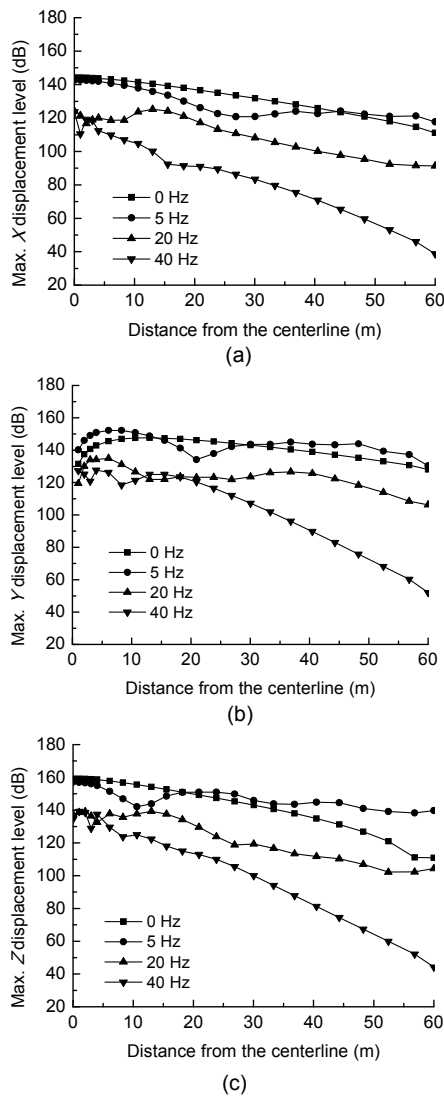 180
160
140
120
100
80
60
40
20
Max. X displacement level (dB)
0 Hz
5 Hz
20 Hz
40 Hz
0 10 20 30 40 50 60
Distance from the centerline (m)
(a)
180
160
140
120
100
80
60
40
20
Max. Y displacement level (dB)
0 Hz
5 Hz
20 Hz
40 Hz
0 10 20 30 40 50 60
Distance from the centerline (m)
(b)
180
160
140
120
100
80
60
40
20
Max. Z displacement level (dB)
0 Hz
5 Hz
20 Hz
40 Hz
0 10 20 30 40 50 60
Distance from the centerline (m)
(c)